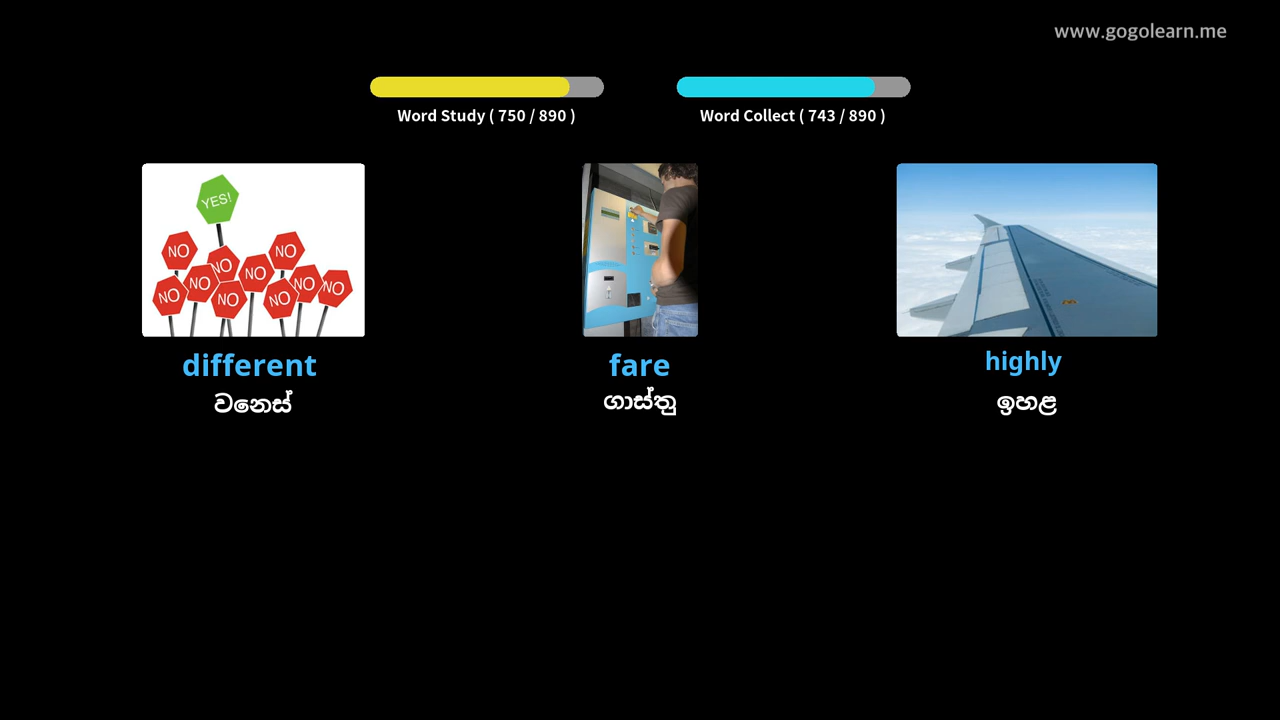 www.gogolearn.me
Word Study ( 750 / 890 )
Word Collect ( 743 / 890 )
YES!
NO
NO
NO
NO
NO
NO
NO
NO
NO
NO
different
fare
highly
වෙනස්
ගාස්තු
ඉහළ